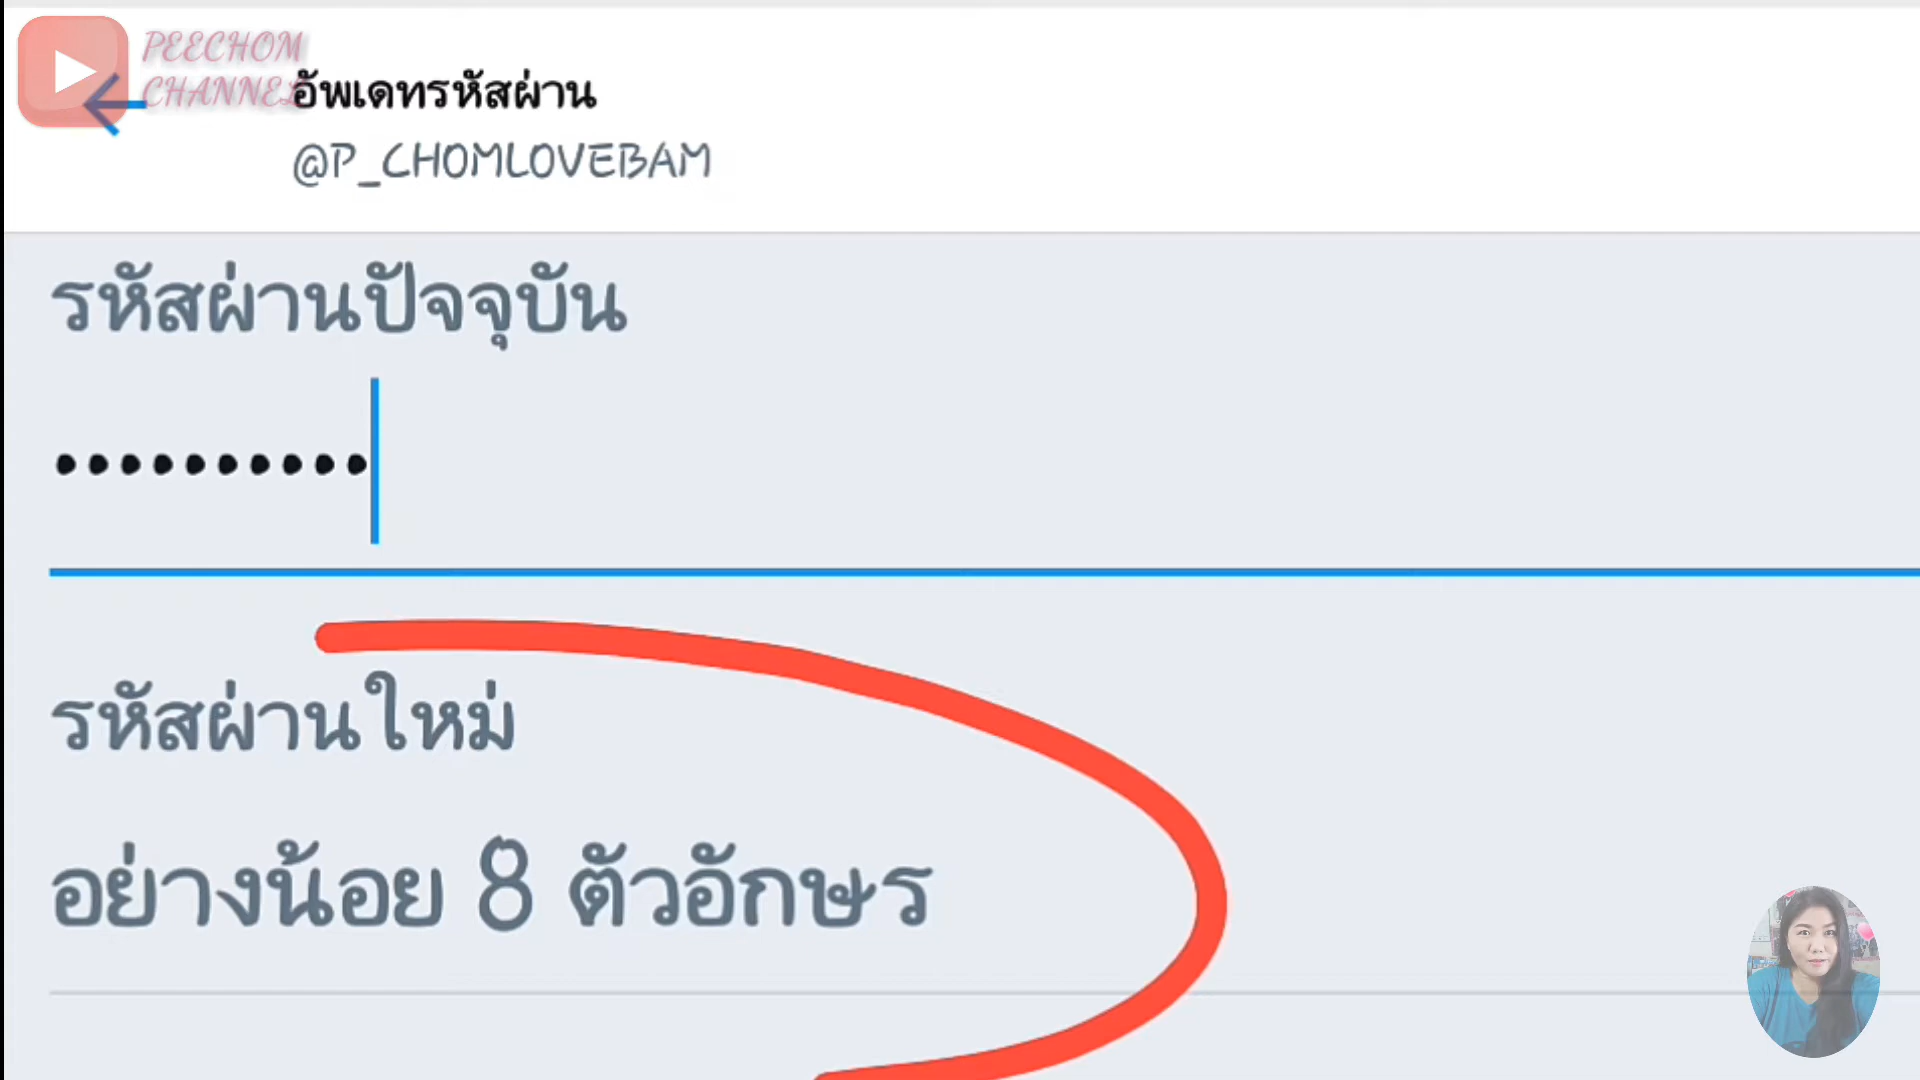 PEECHOM
CHANNEL
อัพเดทรหัสผ่าน
@P_CHOMLOVEBAM
รหัสผ่านปัจจุบัน
••••••••••
รหัสผ่านใหม่
อย่างน้อย 8 ตัวอักษร